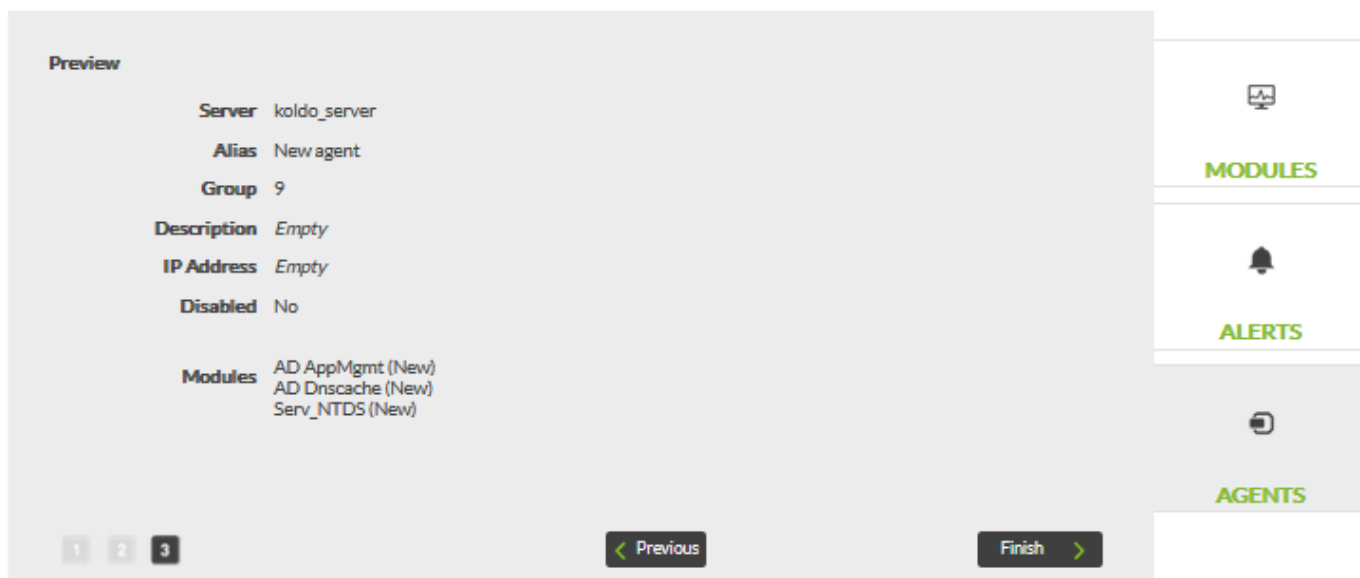 Preview
Server koldo_server
Alias New agent
Group 9
Description Empty
IP Address Empty
Disabled No
Modules AD AppMgmt (New)
AD Dnscache (New)
Serv_NTDS (New)
1 2 3
Previous
Finish
MODULES
ALERTS
AGENTS